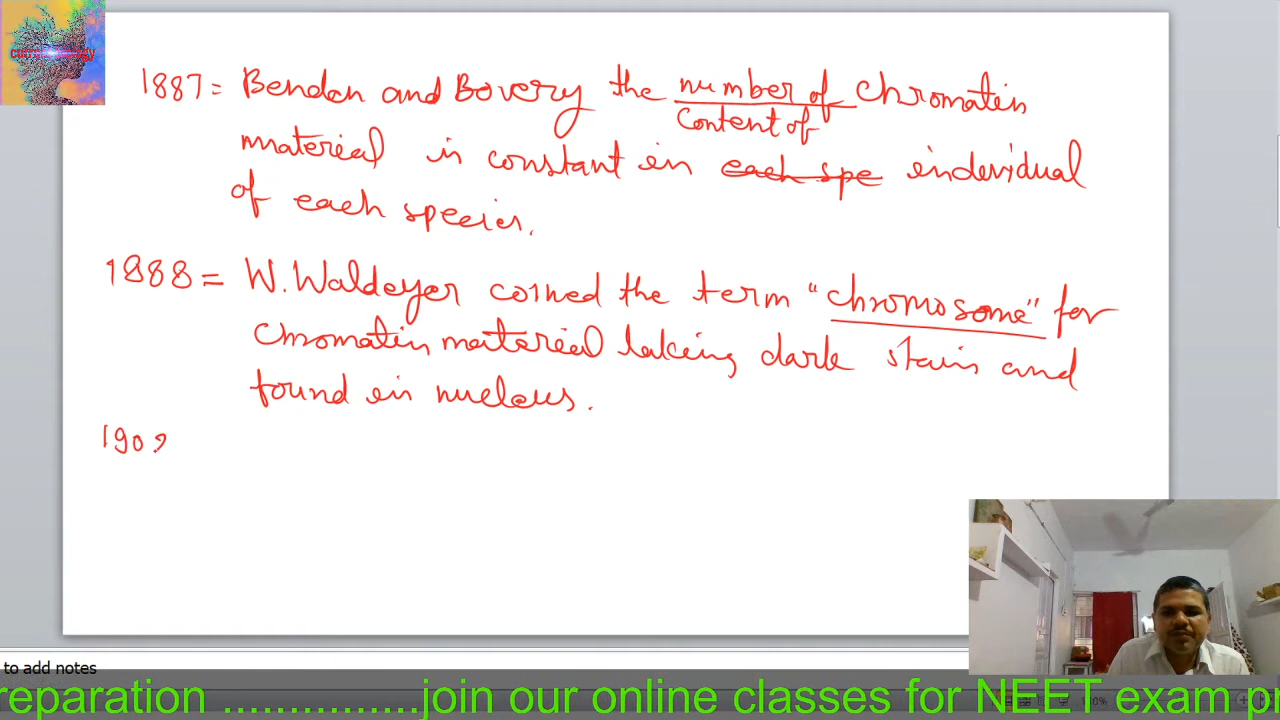 1887 = Benden and Bovery the number of chromatin
Content of
material in constant in each spe individual
of each species.
1888 = W. Waldeyer coined the term "chromosome" for
Chromatin material taking dark stain and
found in nucleus.
1902
to add notes
reparation ...............join our online classes for NEET exam pr